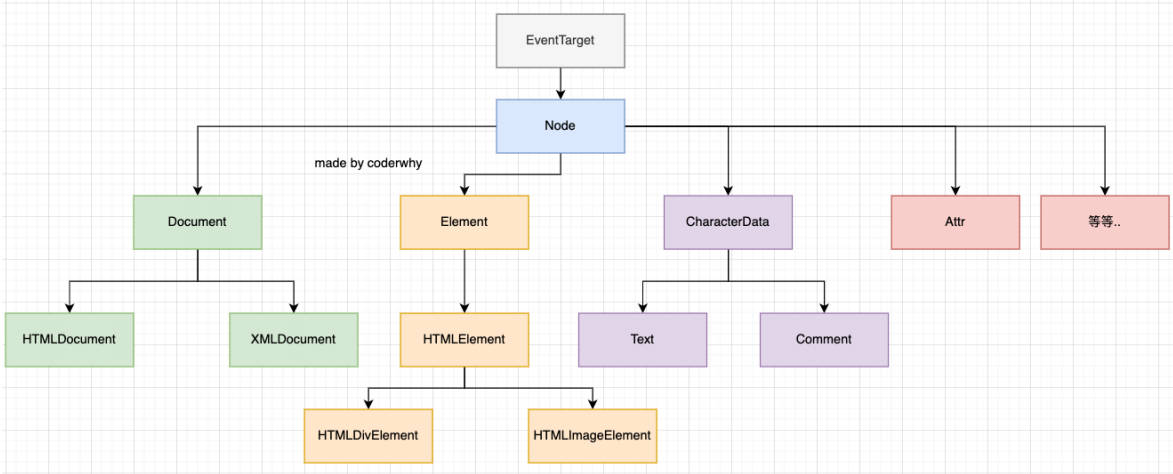 EventTarget
Node
made by coderwhy
Document
Element
CharacterData
Attr
等等..
HTMLDocument
XMLDocument
HTMLElement
Text
Comment
HTMLDivElement
HTMLImageElement